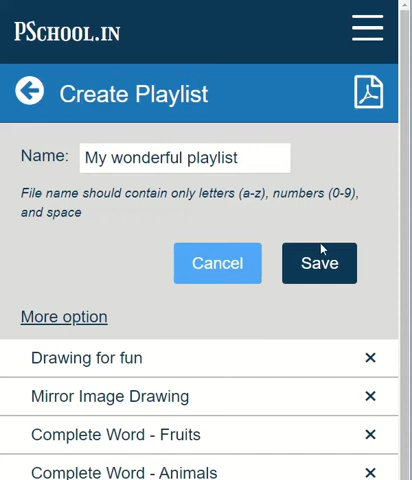 PSCHOOL.IN
Create Playlist
Name: My wonderful playlist
File name should contain only letters (a-z), numbers (0-9),
and space
Cancel Save
More option
Drawing for fun ×
Mirror Image Drawing ×
Complete Word - Fruits ×
Complete Word - Animals ×